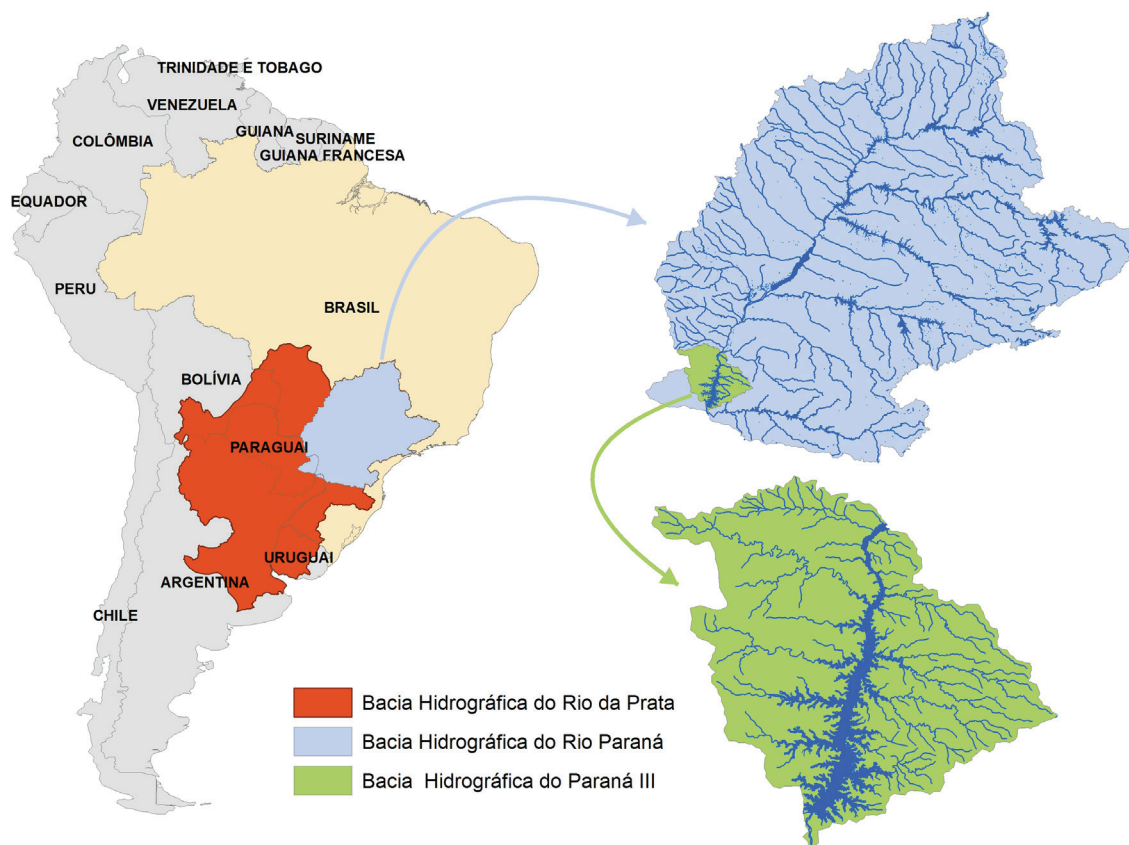 TRINIDADE E TOBAGO
VENEZUELA
GUIANA
SURINAME
COLÔMBIA
GUIANA FRANCESA
EQUADOR
PERU
BRASIL
BOLÍVIA
PARAGUAI
URUGUAI
ARGENTINA
CHILE
Bacia Hidrográfica do Rio da Prata
Bacia Hidrográfica do Rio Paraná
Bacia Hidrográfica do Paraná III